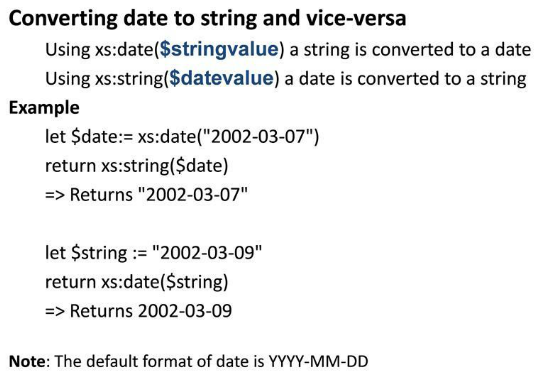 Converting date to string and vice-versa
Using xs:date($stringvalue) a string is converted to a date
Using xs:string($datevalue) a date is converted to a string
Example
let $date:= xs:date("2002-03-07")
return xs:string($date)
=> Returns "2002-03-07"
let $string := "2002-03-09"
return xs:date($string)
=> Returns 2002-03-09
Note: The default format of date is YYYY-MM-DD